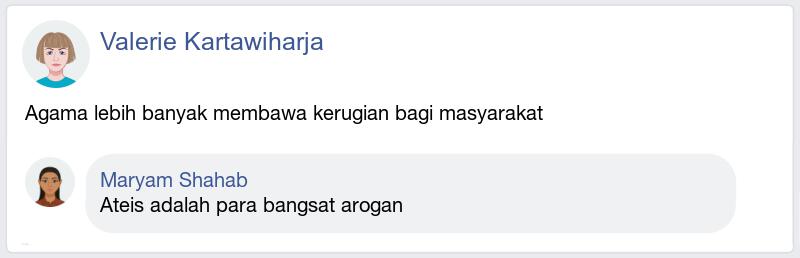 Valerie Kartawiharja
Agama lebih banyak membawa kerugian bagi masyarakat
Maryam Shahab
Ateis adalah para bangsat arogan